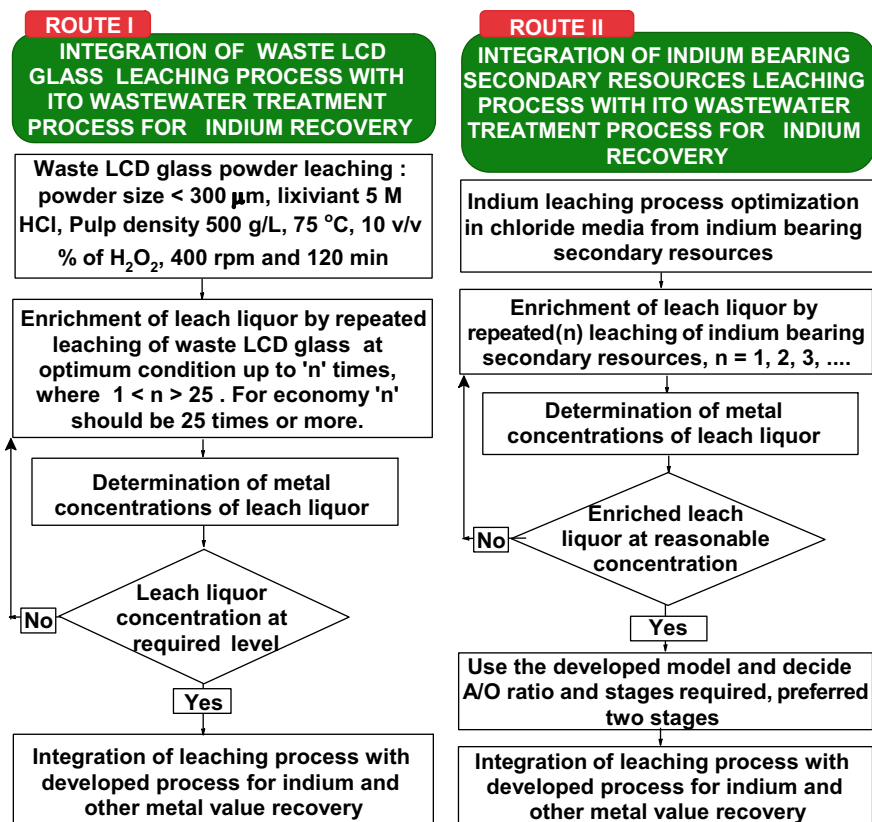 ROUTE I
INTEGRATION OF WASTE LCD
GLASS LEACHING PROCESS WITH
ITO WASTEWATER TREATMENT
PROCESS FOR INDIUM RECOVERY
Waste LCD glass powder leaching :
powder size < 300 μm, lixiviant 5 M
HCl, Pulp density 500 g/L, 75 °C, 10 v/v
% of H₂O₂, 400 rpm and 120 min
Enrichment of leach liquor by repeated
leaching of waste LCD glass at
optimum condition up to 'n' times,
where 1 < n > 25 . For economy 'n'
should be 25 times or more.
Determination of metal
concentrations of leach liquor
Leach liquor
concentration at
required level
No
Yes
Integration of leaching process with
developed process for indium and
other metal value recovery
ROUTE II
INTEGRATION OF INDIUM BEARING
SECONDARY RESOURCES LEACHING
PROCESS WITH ITO WASTEWATER
TREATMENT PROCESS FOR INDIUM
RECOVERY
Indium leaching process optimization
in chloride media from indium bearing
secondary resources
Enrichment of leach liquor by
repeated(n) leaching of indium bearing
secondary resources, n = 1, 2, 3, ....
Determination of metal
concentrations of leach liquor
Enriched leach
liquor at reasonable
concentration
No
Yes
Use the developed model and decide
A/O ratio and stages required, preferred
two stages
Integration of leaching process with
developed process for indium and
other metal value recovery